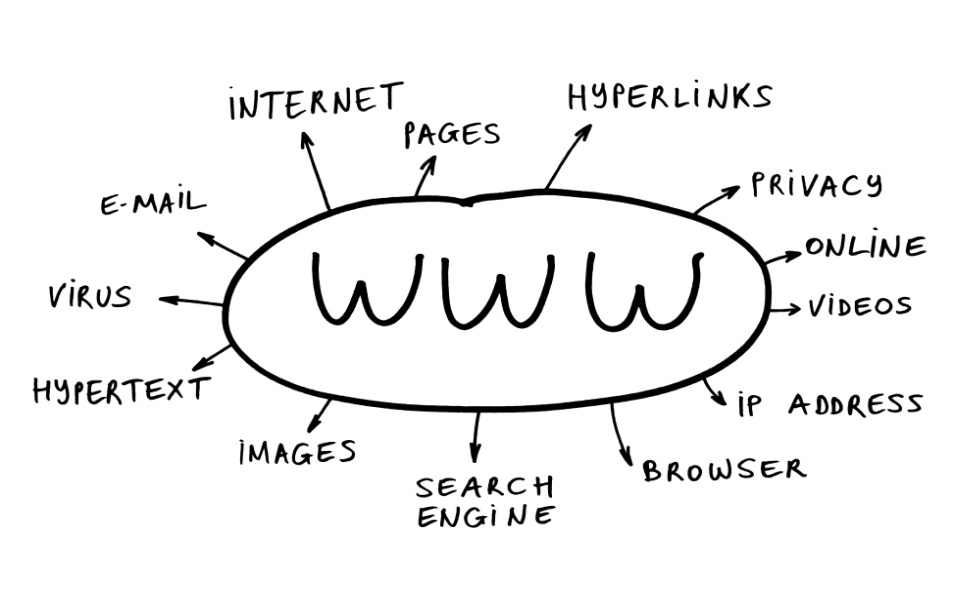 INTERNET
HYPERLINKS
PAGES
PRIVACY
E-MAIL
ONLINE
WWW
VIRUS
VIDEOS
HYPERTEXT
IP ADDRESS
IMAGES
BROWSER
SEARCH
ENGINE